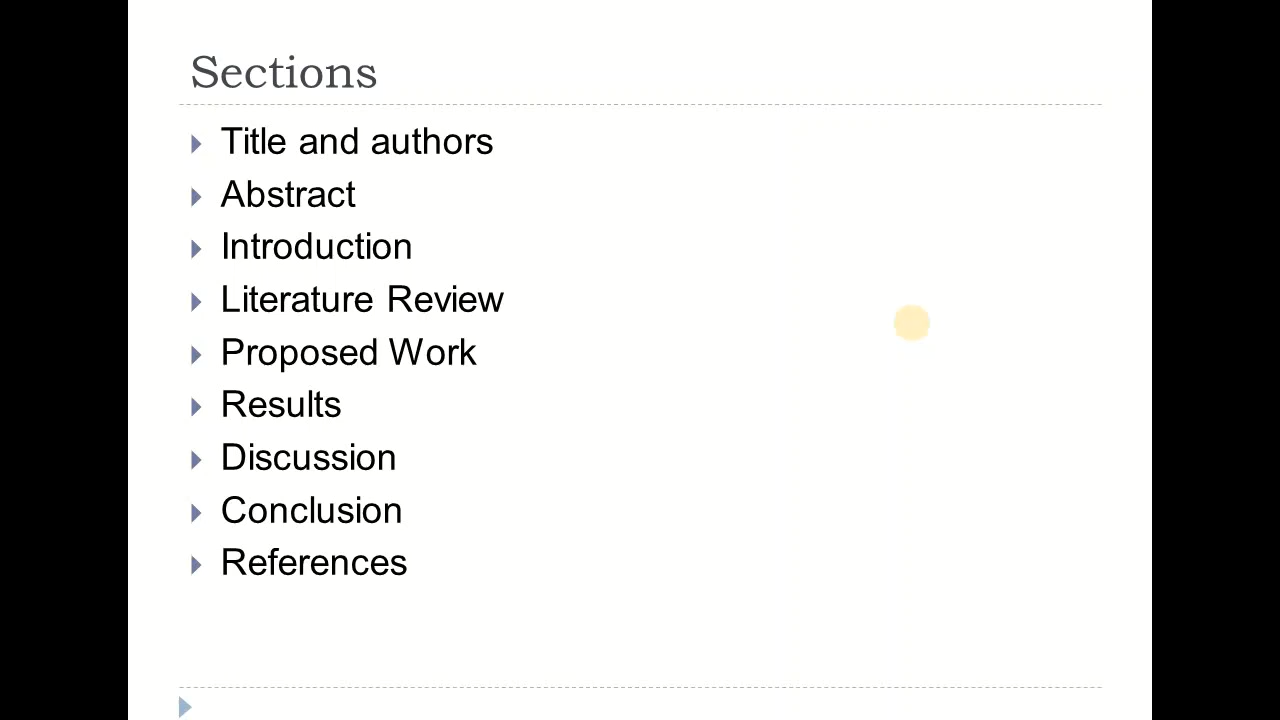 Sections
Title and authors
Abstract
Introduction
Literature Review
Proposed Work
Results
Discussion
Conclusion
References